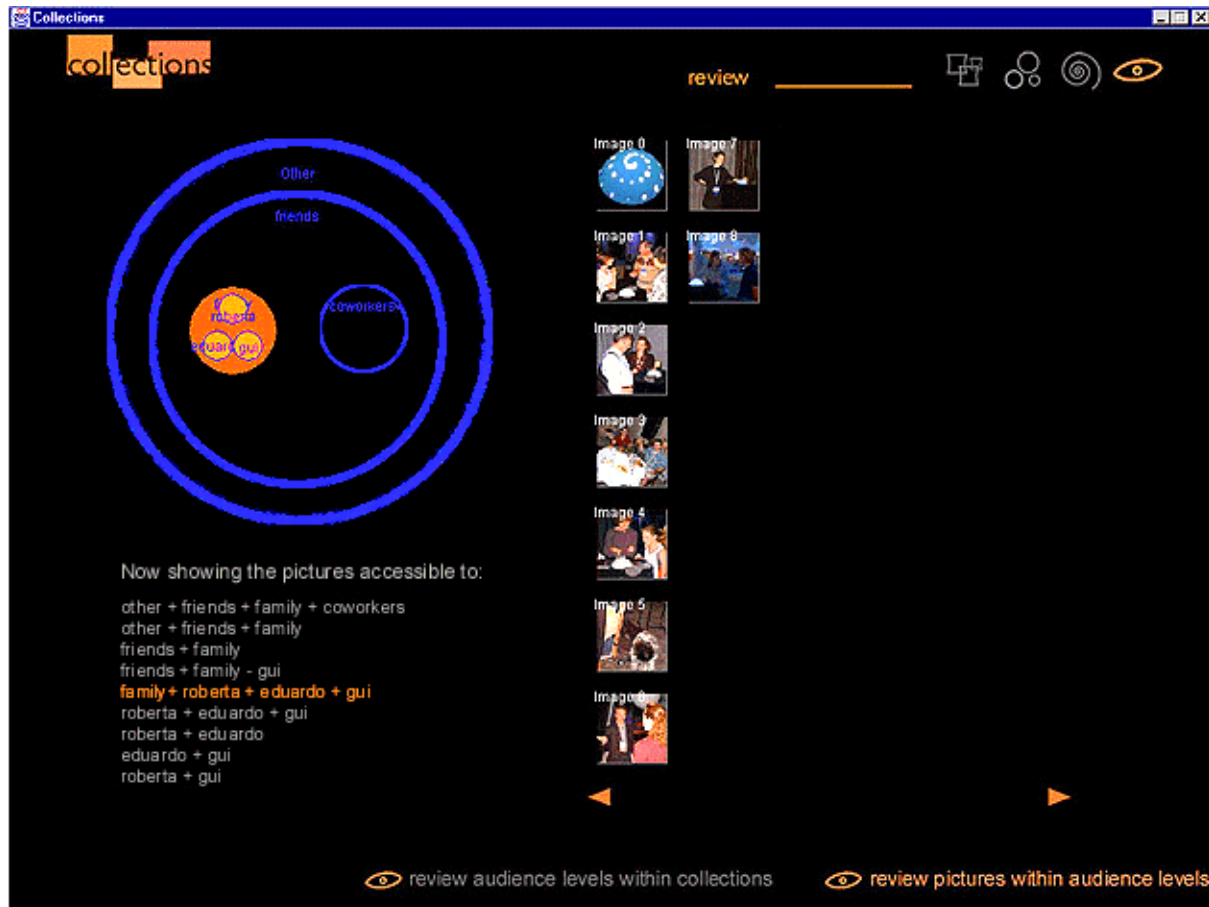 Collections
collections
review
Other
friends
roberta
eduar gui
coworkers
Image 0
Image 7
Image 1
Image 8
Image 2
Image 3
Image 4
Image 5
Image 6
Now showing the pictures accessible to:
other + friends + family + coworkers
other + friends + family
friends + family
friends + family - gui
family+ roberta + eduardo + gui
roberta + eduardo + gui
roberta + eduardo
eduardo + gui
roberta + gui
review audience levels within collections
review pictures within audience levels